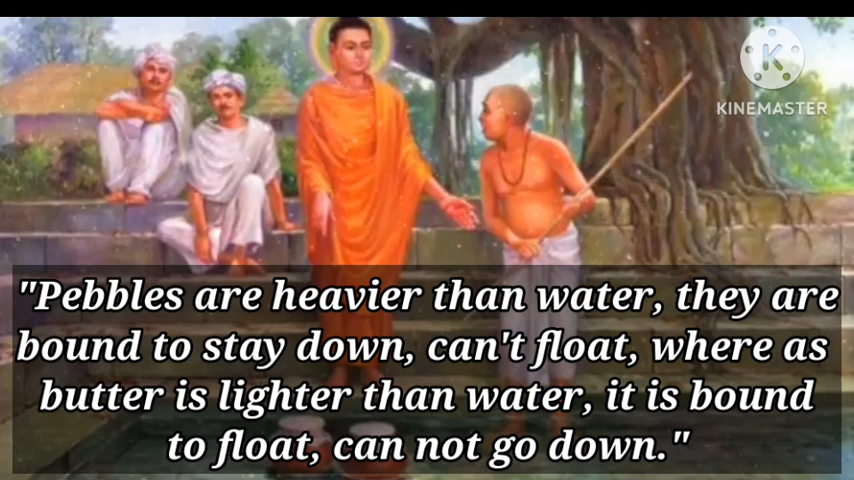 KINEMASTER
"Pebbles are heavier than water, they are
bound to stay down, can't float, where as
butter is lighter than water, it is bound
to float, can not go down."